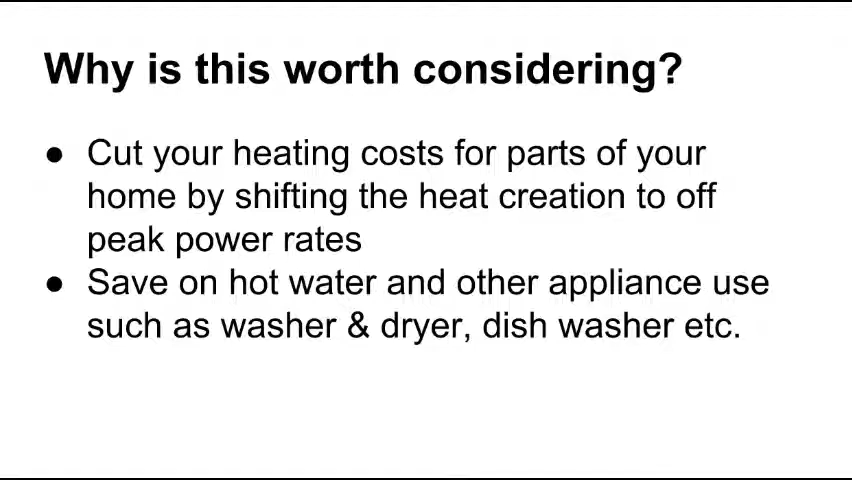 Why is this worth considering?
● Cut your heating costs for parts of your
home by shifting the heat creation to off
peak power rates
● Save on hot water and other appliance use
such as washer & dryer, dish washer etc.